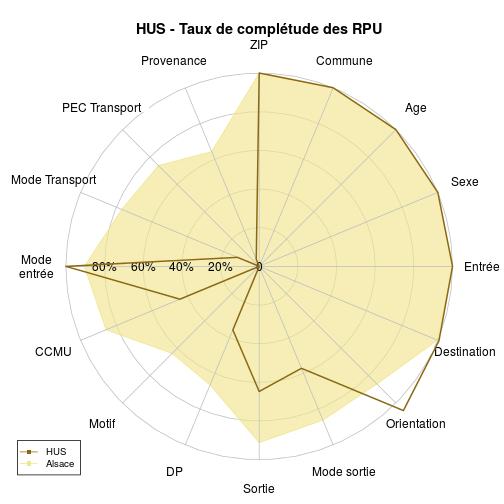 HUS - Taux de complétude des RPU
ZIP
Provenance
Commune
PEC Transport
Age
Mode Transport
Sexe
Mode
entrée
80% 60% 40% 20% 0
Entrée
CCMU
Destination
Motif
Orientation
DP
Mode sortie
Sortie
HUS
Alsace